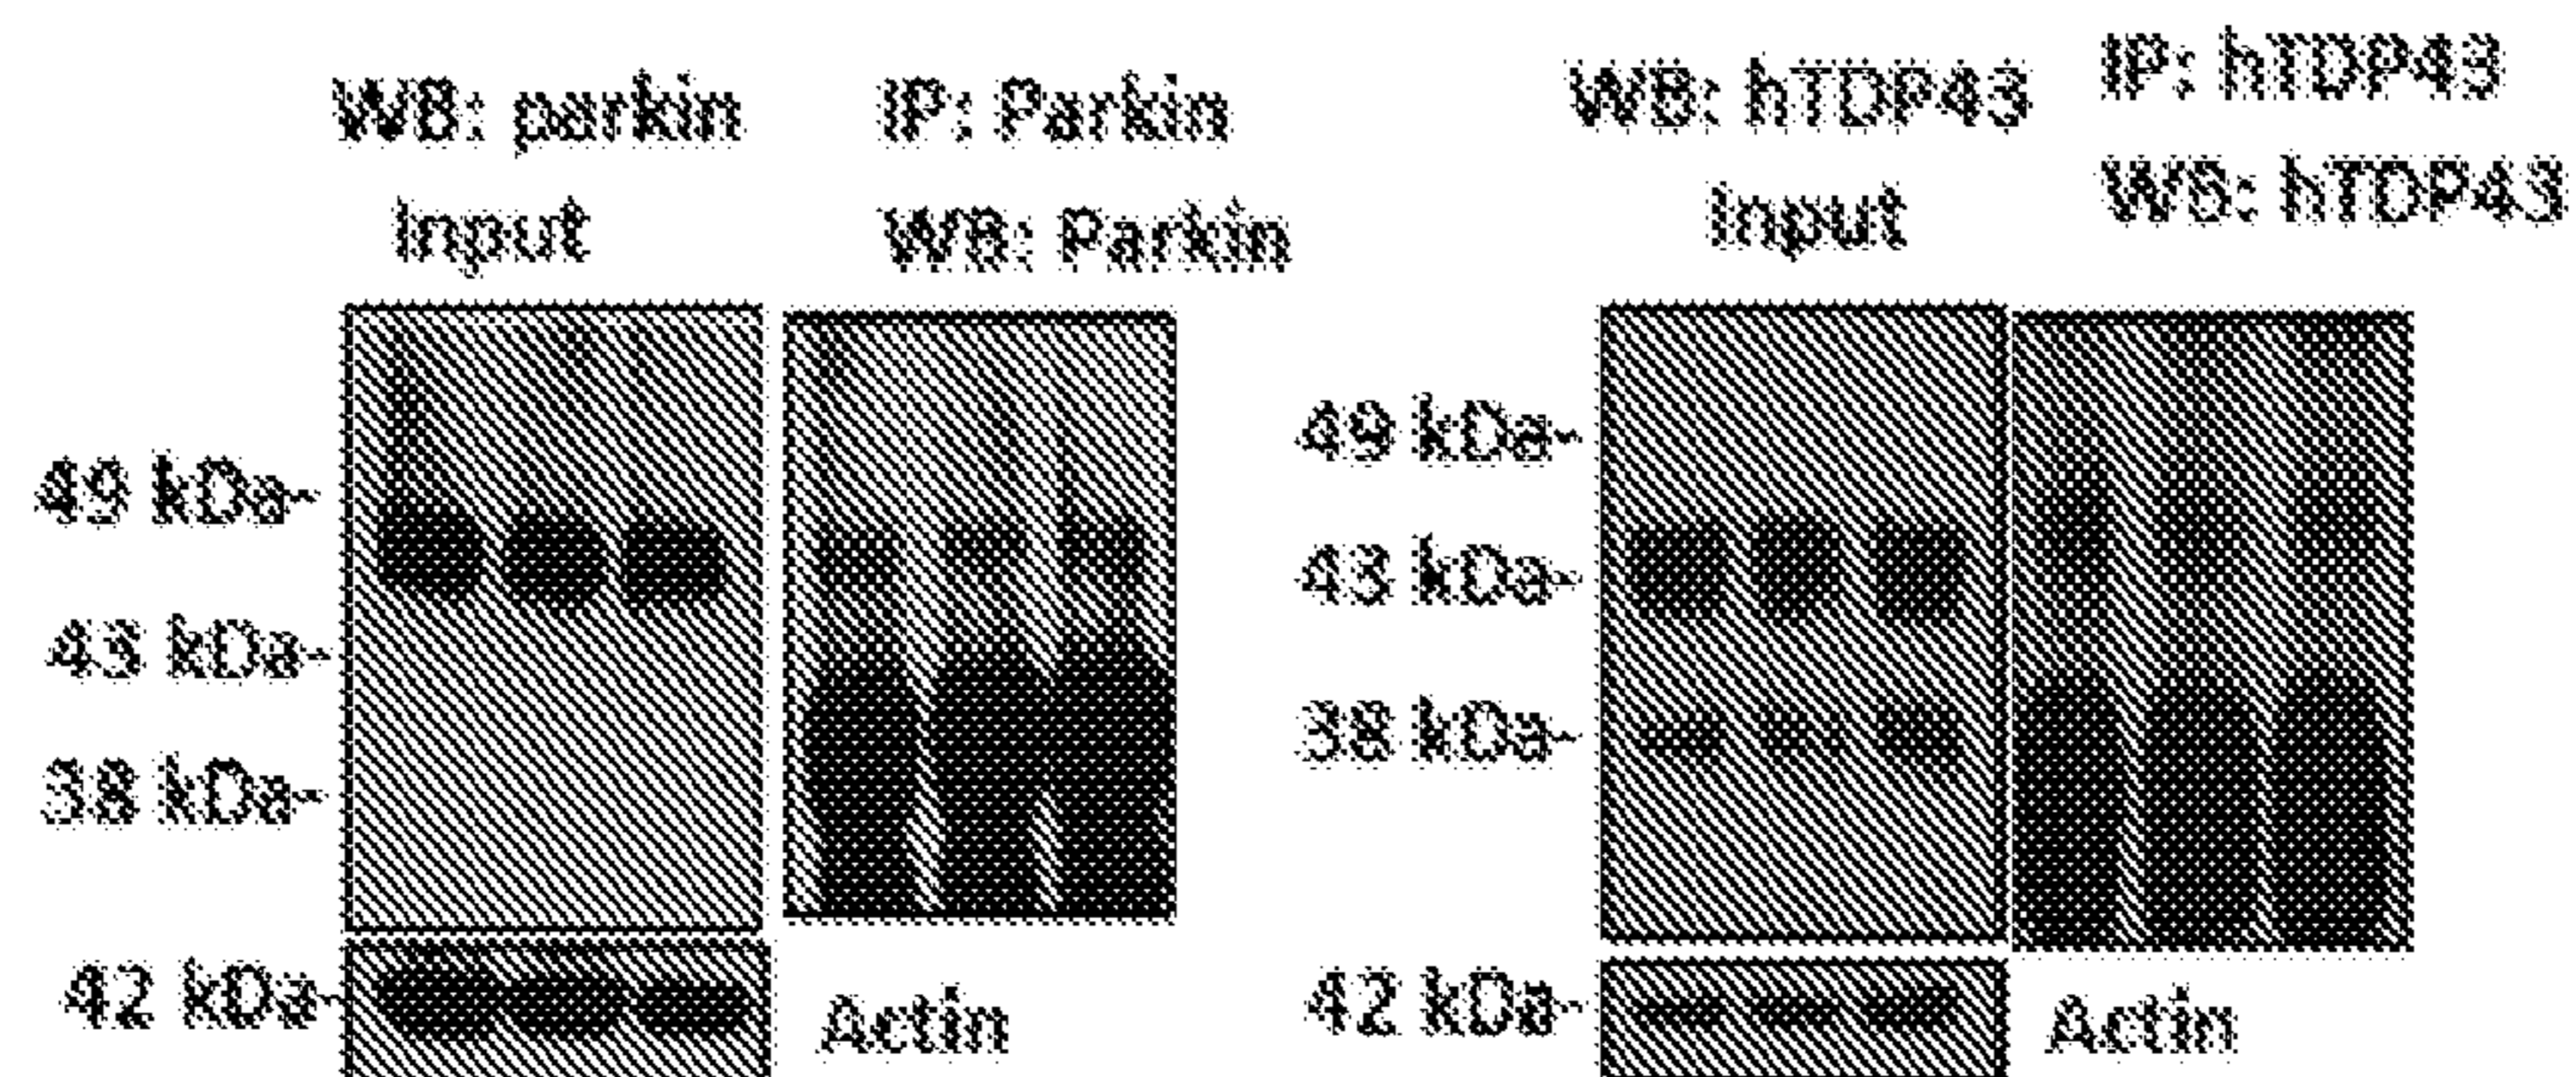 WB: parkin
Input
IP: Parkin
WB: Parkin
49 kDa-
43 kDa-
38 kDa-
42 kDa-
Actin
WB: hTDP43
Input
IP: hTDP43
WB: hTDP43
49 kDa-
43 kDa-
38 kDa-
42 kDa-
Actin